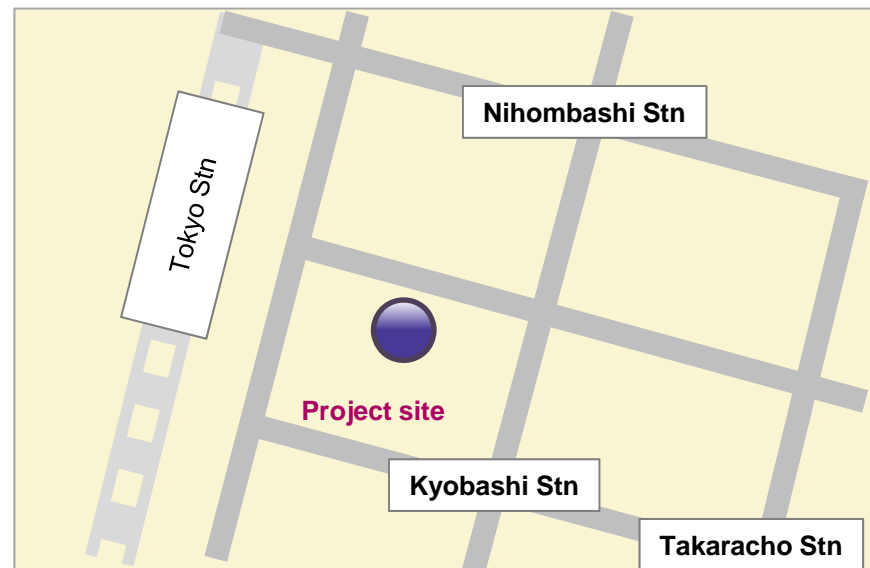 Nihombashi Stn
Tokyo Stn
Project site
Kyobashi Stn
Takaracho Stn